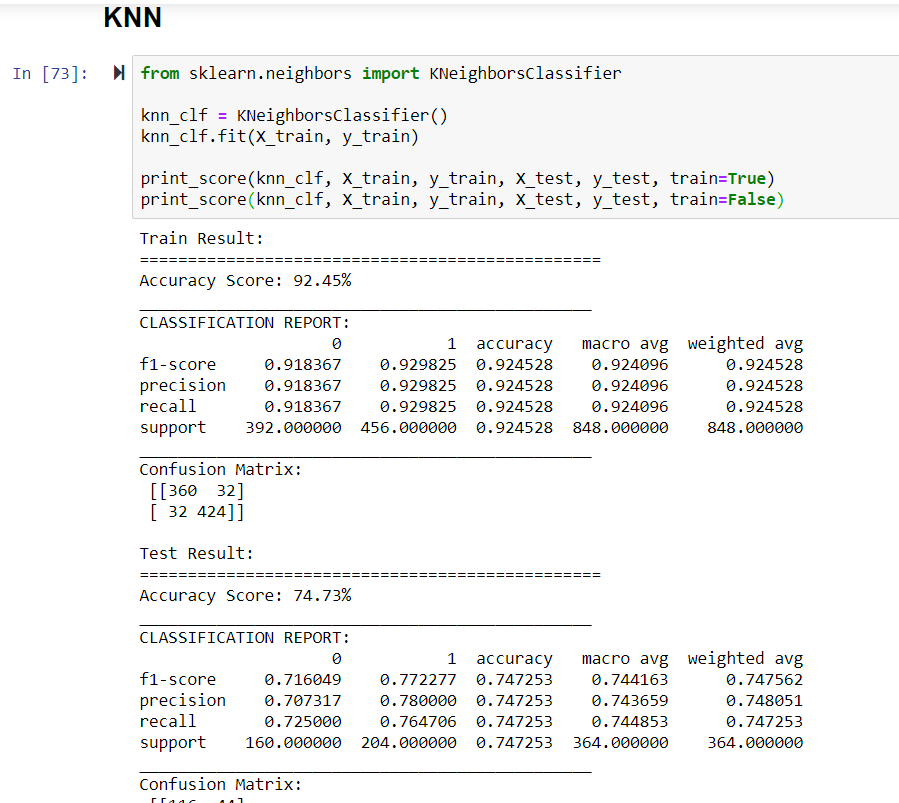 KNN
In [73]:
from sklearn.neighbors import KNeighborsClassifier
knn_clf = KNeighborsClassifier()
knn_clf.fit(X_train, y_train)
print_score(knn_clf, X_train, y_train, X_test, y_test, train=True)
print_score(knn_clf, X_train, y_train, X_test, y_test, train=False)
Train Result:
================================================
Accuracy Score: 92.45%
_______________________________________________
CLASSIFICATION REPORT:
0 1 accuracy macro avg weighted avg
f1-score 0.918367 0.929825 0.924528 0.924096 0.924528
precision 0.918367 0.929825 0.924528 0.924096 0.924528
recall 0.918367 0.929825 0.924528 0.924096 0.924528
support 392.000000 456.000000 0.924528 848.000000 848.000000
_______________________________________________
Confusion Matrix:
[[360 32]
[ 32 424]]
Test Result:
================================================
Accuracy Score: 74.73%
_______________________________________________
CLASSIFICATION REPORT:
0 1 accuracy macro avg weighted avg
f1-score 0.716049 0.772277 0.747253 0.744163 0.747562
precision 0.707317 0.780000 0.747253 0.743659 0.748051
recall 0.725000 0.764706 0.747253 0.744853 0.747253
support 160.000000 204.000000 0.747253 364.000000 364.000000
_______________________________________________
Confusion Matrix:
[[116 44]